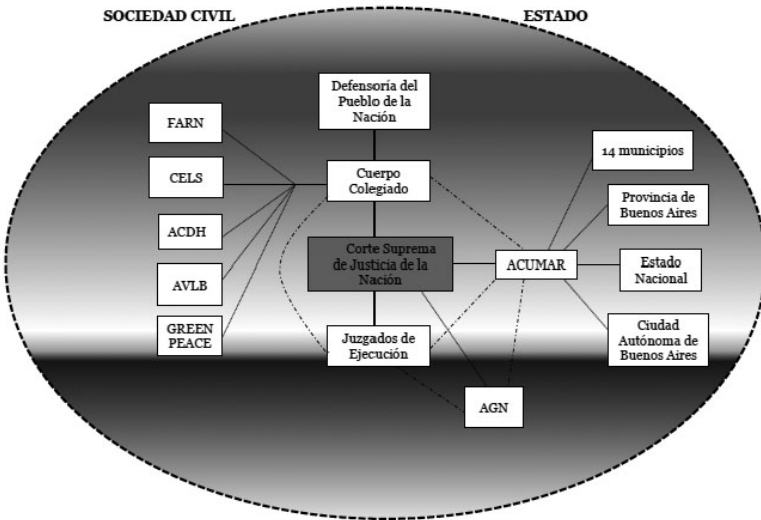 SOCIEDAD CIVIL
ESTADO
Defensoría del
Pueblo de la
Nación
FARN
CELS
ACDH
AVLB
GREEN
PEACE
Cuerpo
Colegiado
Corte Suprema
de Justicia de la
Nación
Juzgados de
Ejecución
ACUMAR
AGN
14 municipios
Provincia de
Buenos Aires
Estado
Nacional
Ciudad
Autónoma de
Buenos Aires